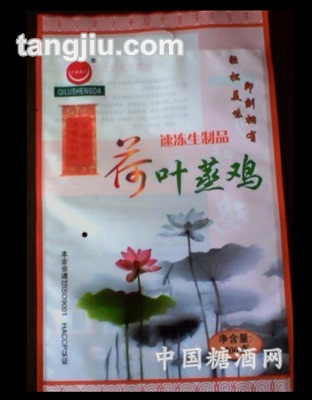 tangjiu.com
QILUSHENGDA
轻松美味 即刻拥有
速冻生制品
荷叶蒸鸡
本企业通过ISO9001 HACCP认证
净含量:
中国糖酒网